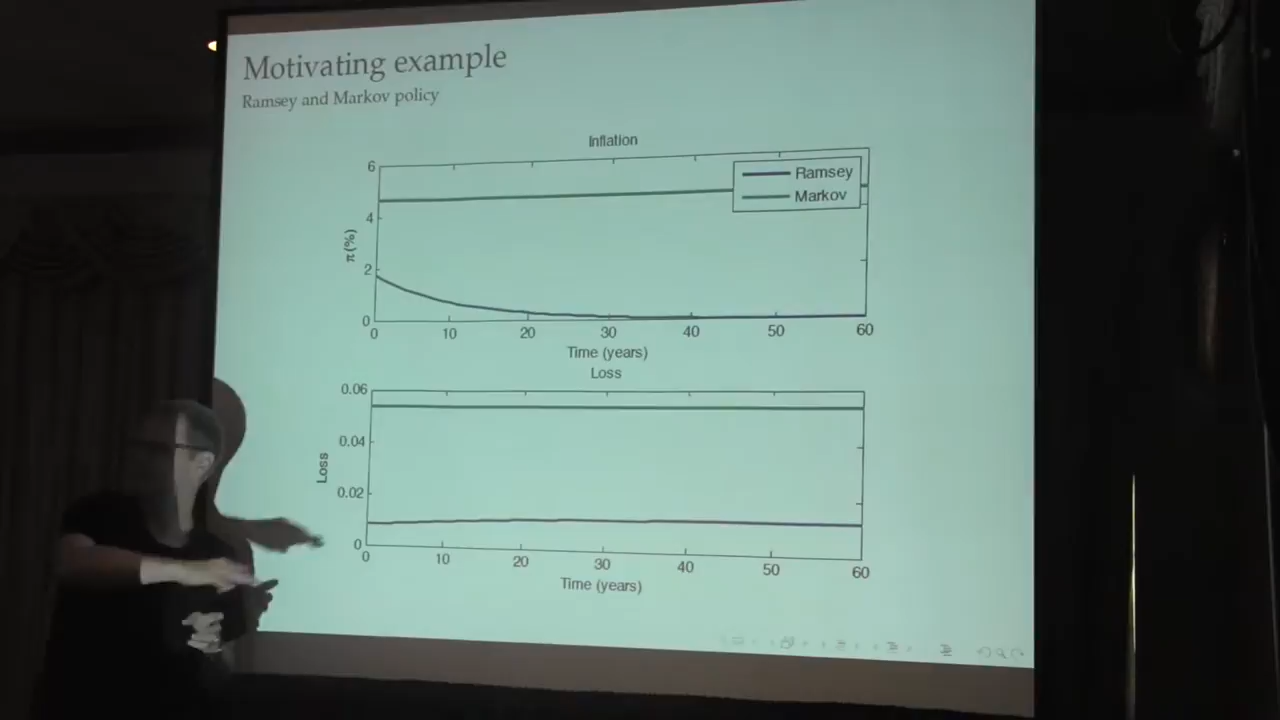 Motivating example
Ramsey and Markov policy
Inflation
6
4
2
0
π(%)
Ramsey
Markov
0 10 20 30 40 50 60
Time (years)
Loss
0.06
0.04
0.02
0
Loss
0 10 20 30 40 50 60
Time (years)